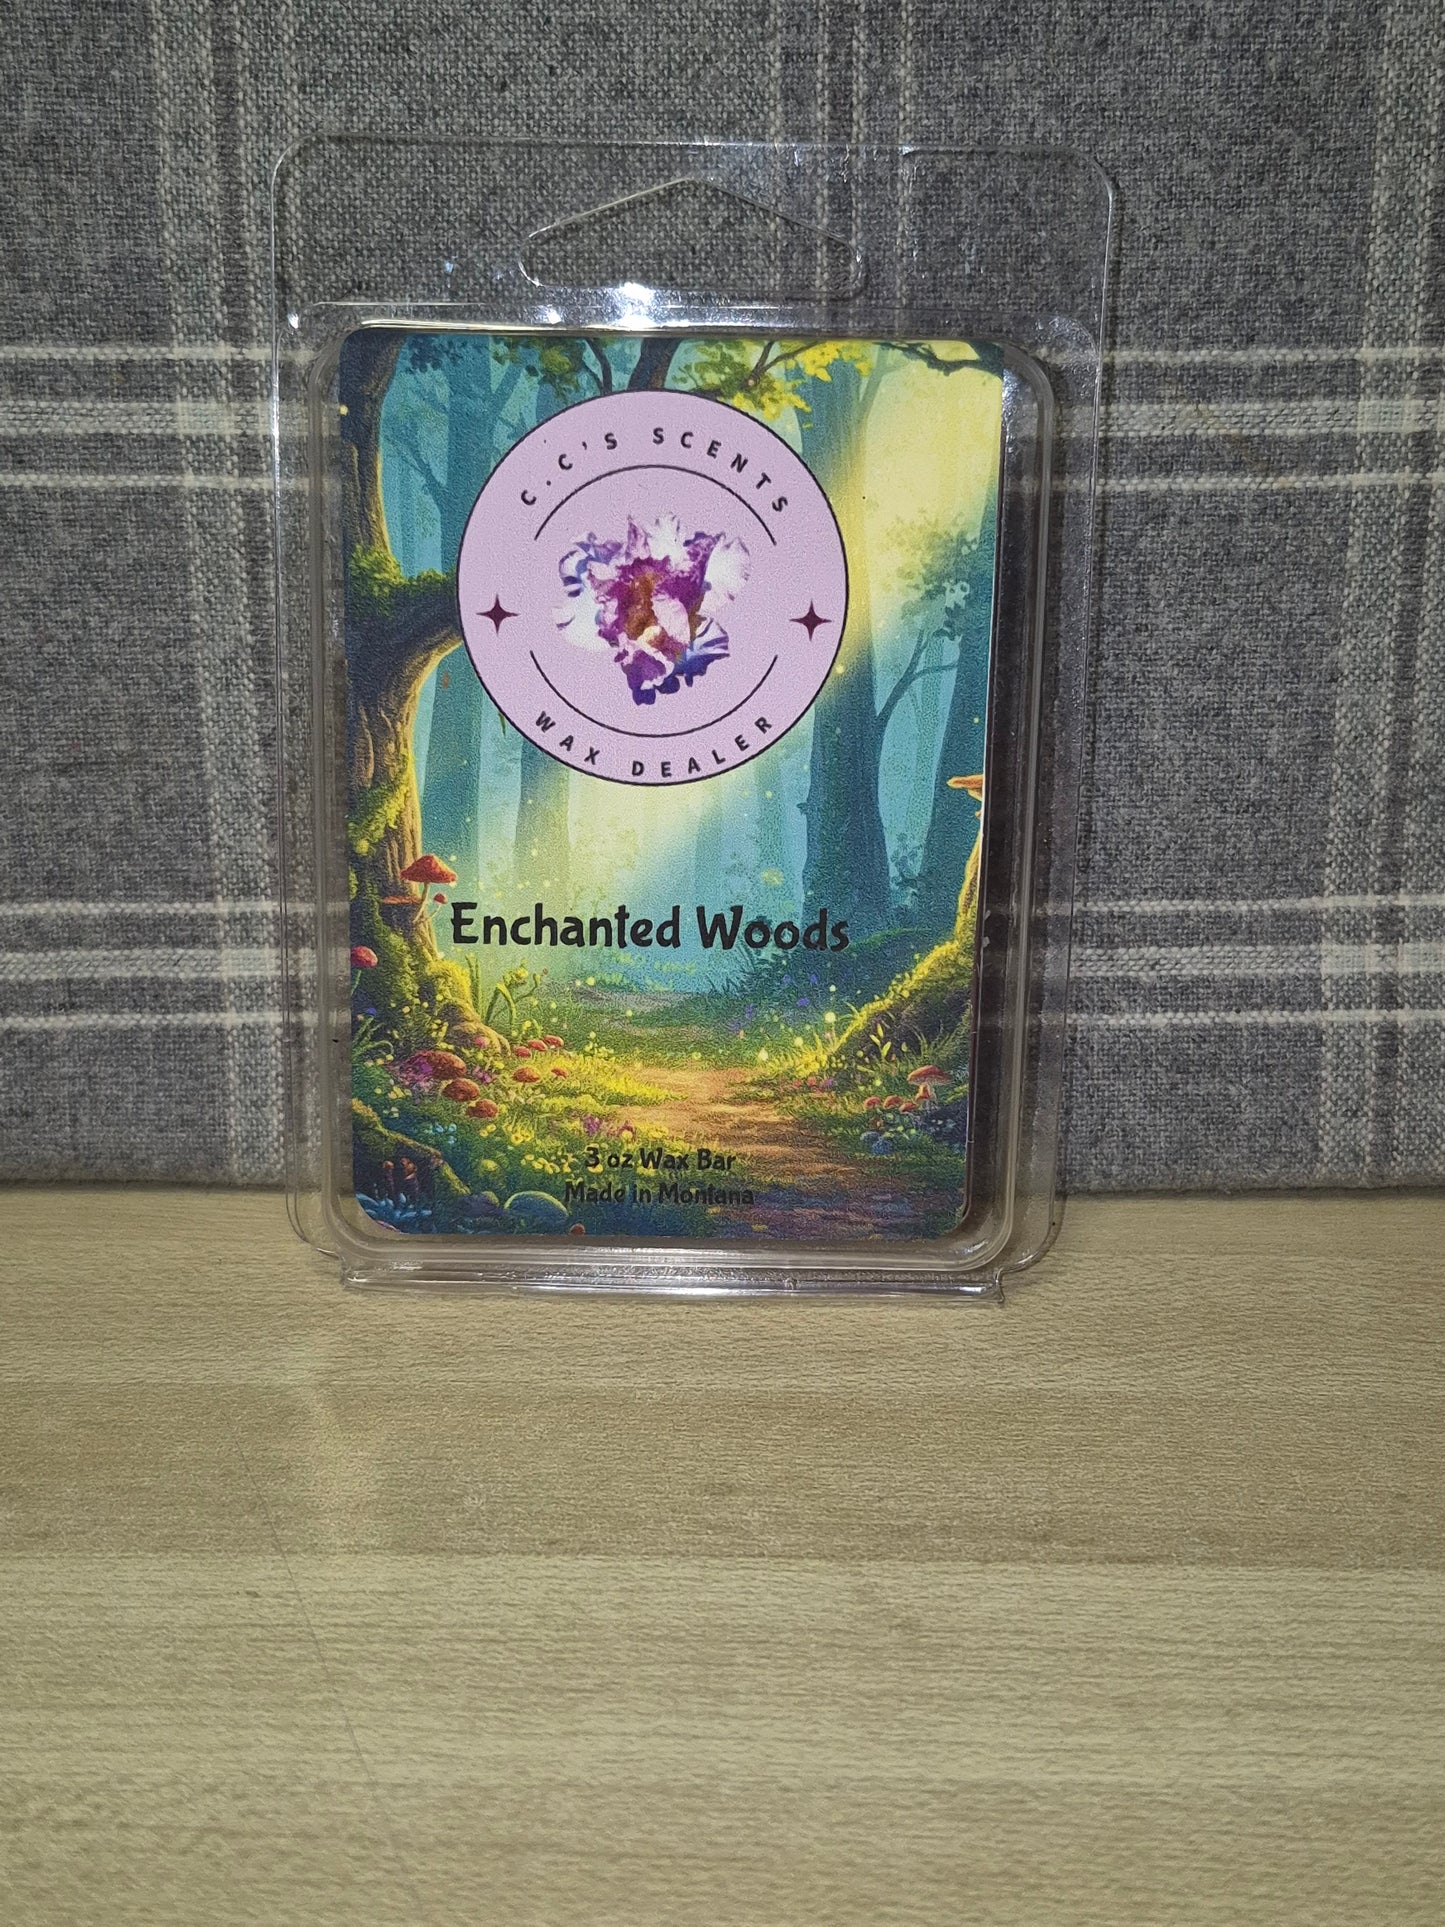 C.C'S SCENTS
WAX DEALER
Enchanted Woods
3 oz Wax Bar
Made in Montana